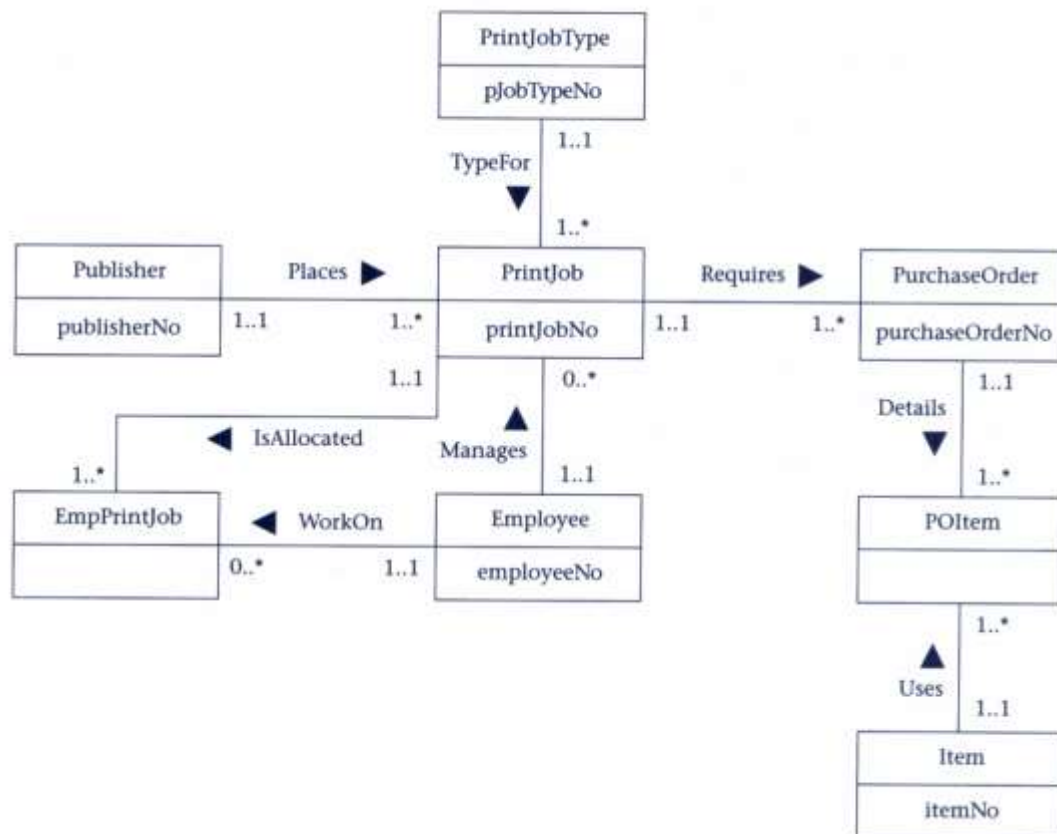 PrintJobType
pJobTypeNo
1..1
TypeFor
1..*
Publisher
publisherNo
Places
1..1
1..*
PrintJob
printJobNo
Requires
1..1
1..*
PurchaseOrder
purchaseOrderNo
1..1
IsAllocated
1..*
0..*
Manages
1..1
1..1
Details
1..*
EmpPrintJob
WorkOn
0..*
1..1
Employee
employeeNo
POItem
1..*
Uses
1..1
Item
itemNo